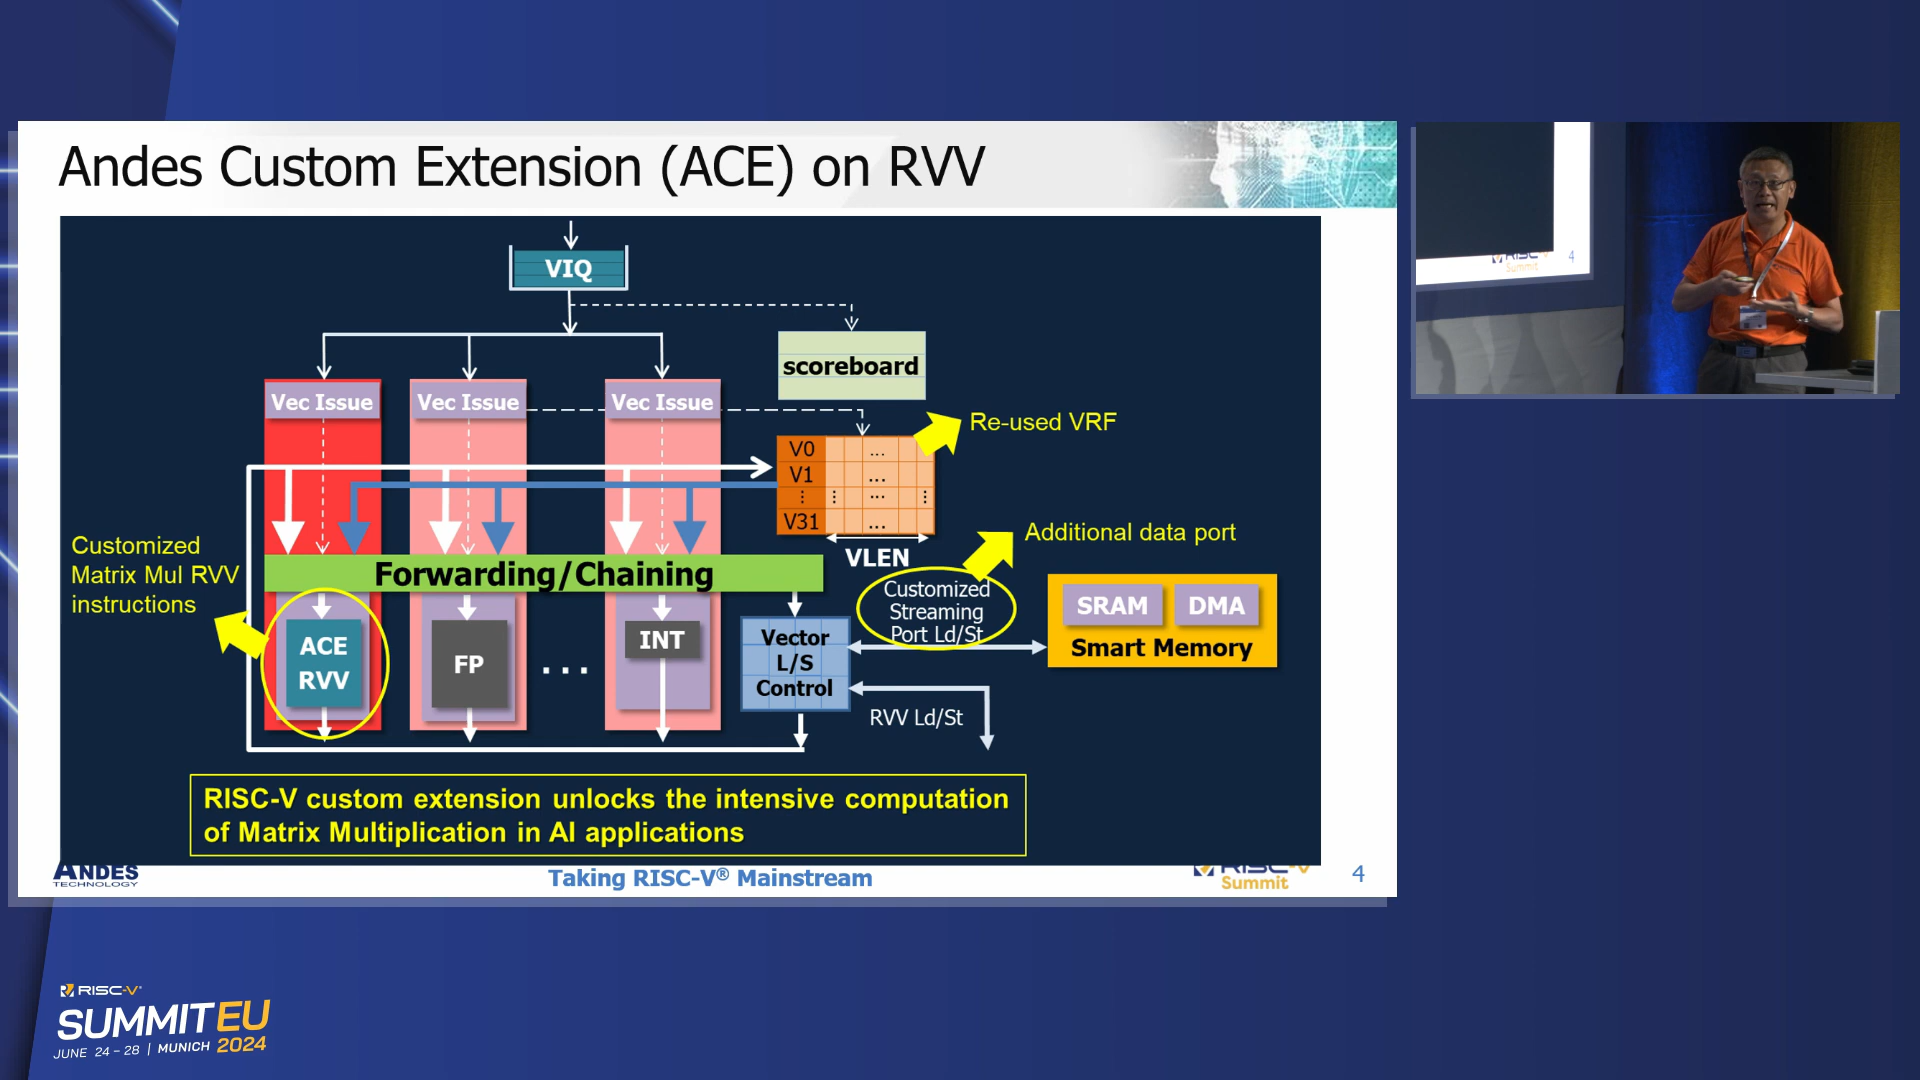 Andes Custom Extension (ACE) on RVV
VIQ
scoreboard
Vec Issue
Vec Issue
Vec Issue
Re-used VRF
V0
...
V1
...
⋮ ⋮ ... ⋮
V31
...
VLEN
Additional data port
Customized
Matrix Mul RVV
instructions
Forwarding/Chaining
Customized
Streaming
Port Ld/St
SRAM
DMA
Smart Memory
ACE
RVV
FP
...
INT
Vector
L/S
Control
RVV Ld/St
RISC-V custom extension unlocks the intensive computation
of Matrix Multiplication in AI applications
ANDES
TECHNOLOGY
Taking RISC-V® Mainstream
RISC-V
Summit
4
RISC-V
Summit
4
RISC-V®
SUMMIT EU
JUNE 24 – 28 | MUNICH 2024